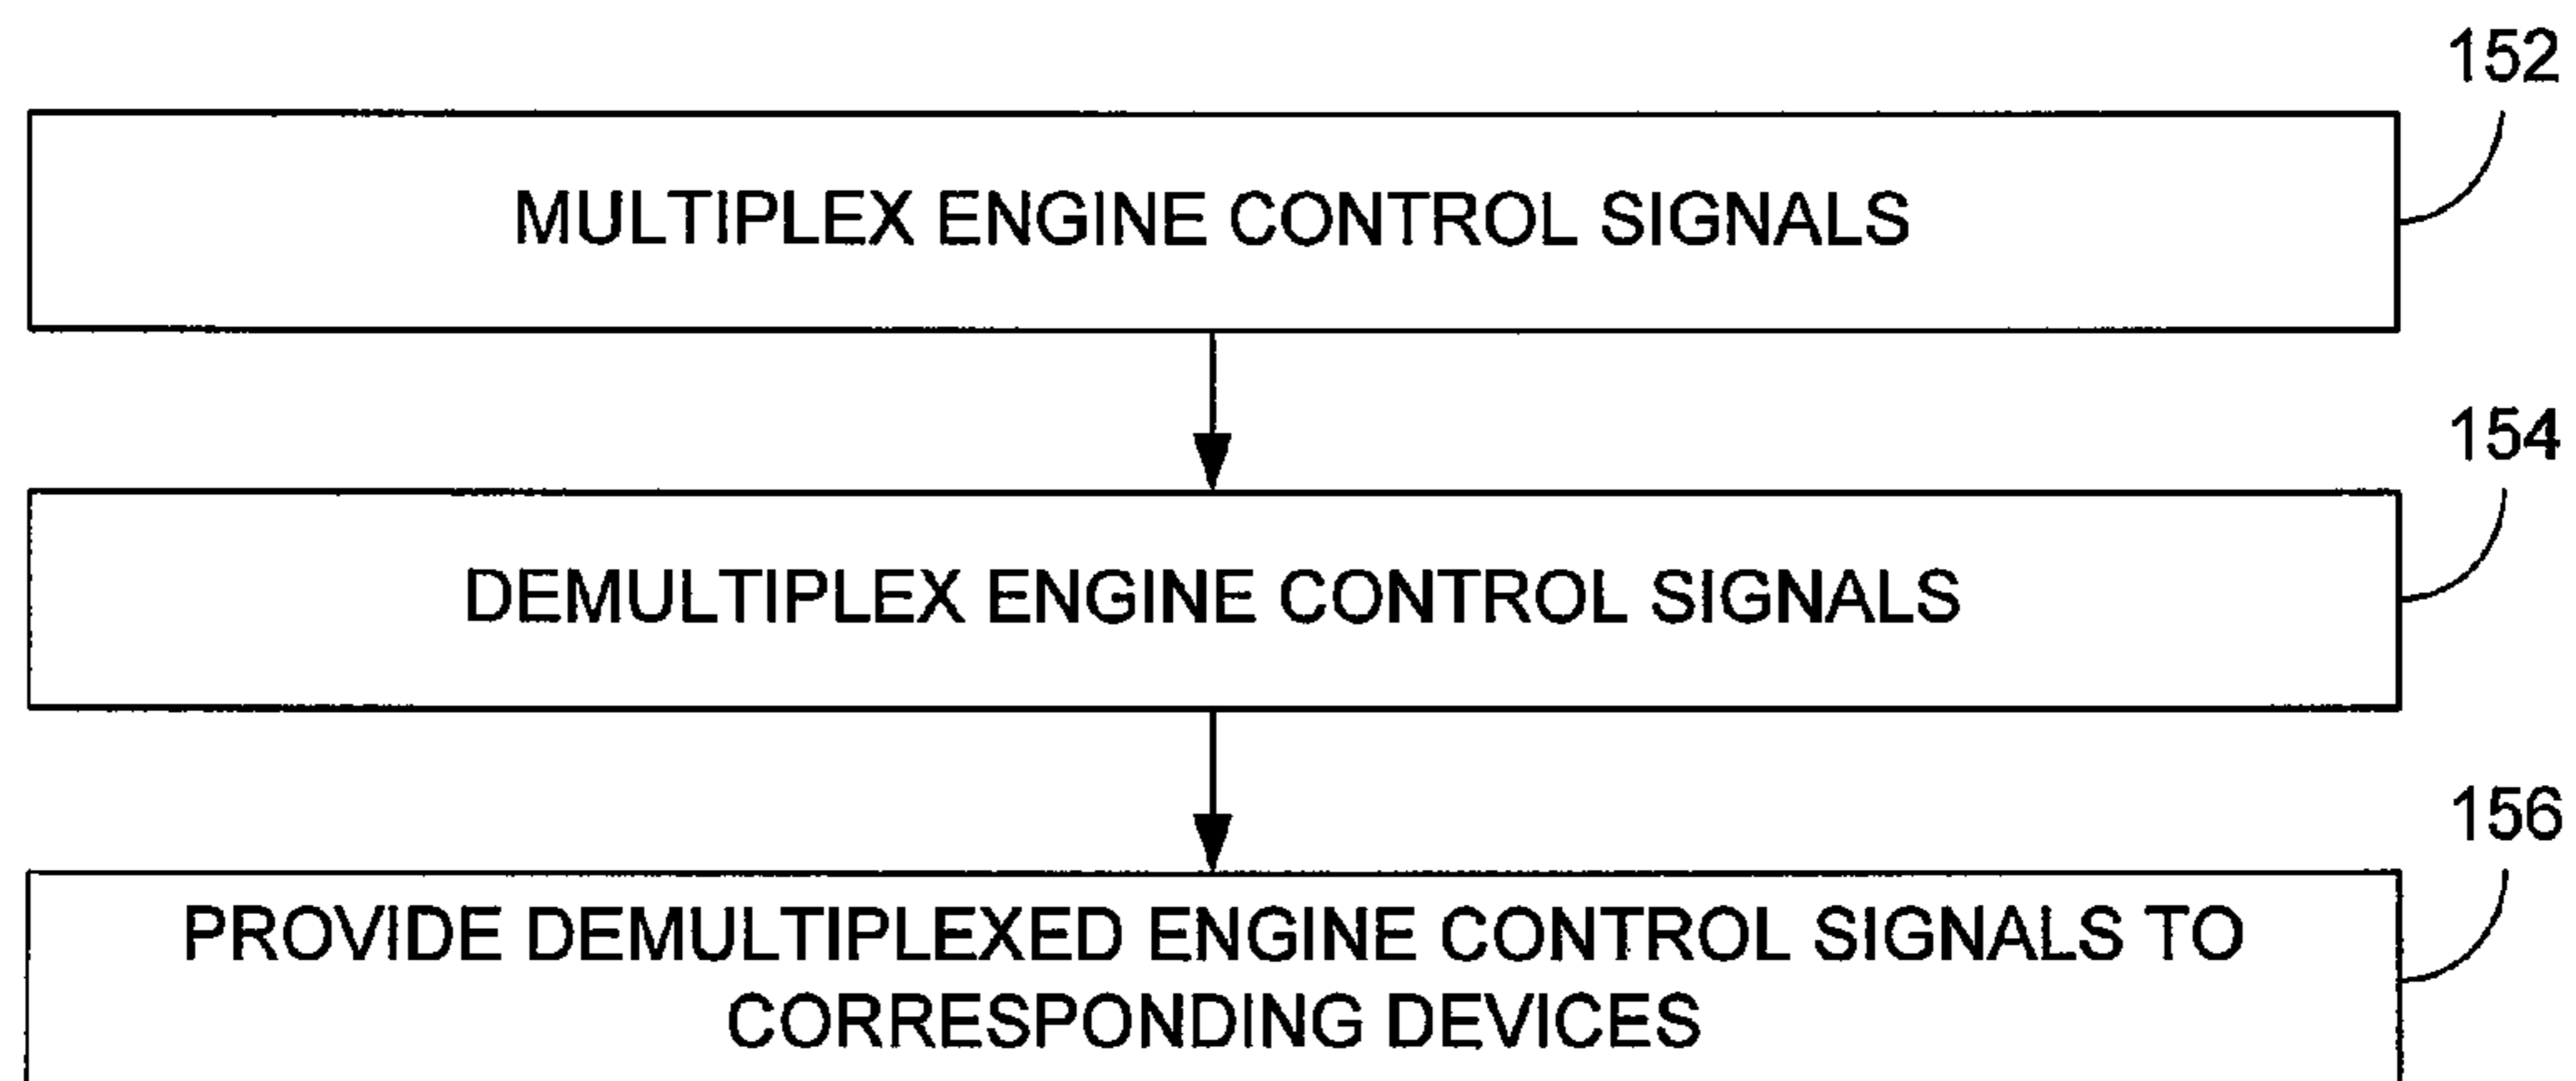 152
MULTIPLEX ENGINE CONTROL SIGNALS
154
DEMULTIPLEX ENGINE CONTROL SIGNALS
156
PROVIDE DEMULTIPLEXED ENGINE CONTROL SIGNALS TO
CORRESPONDING DEVICES